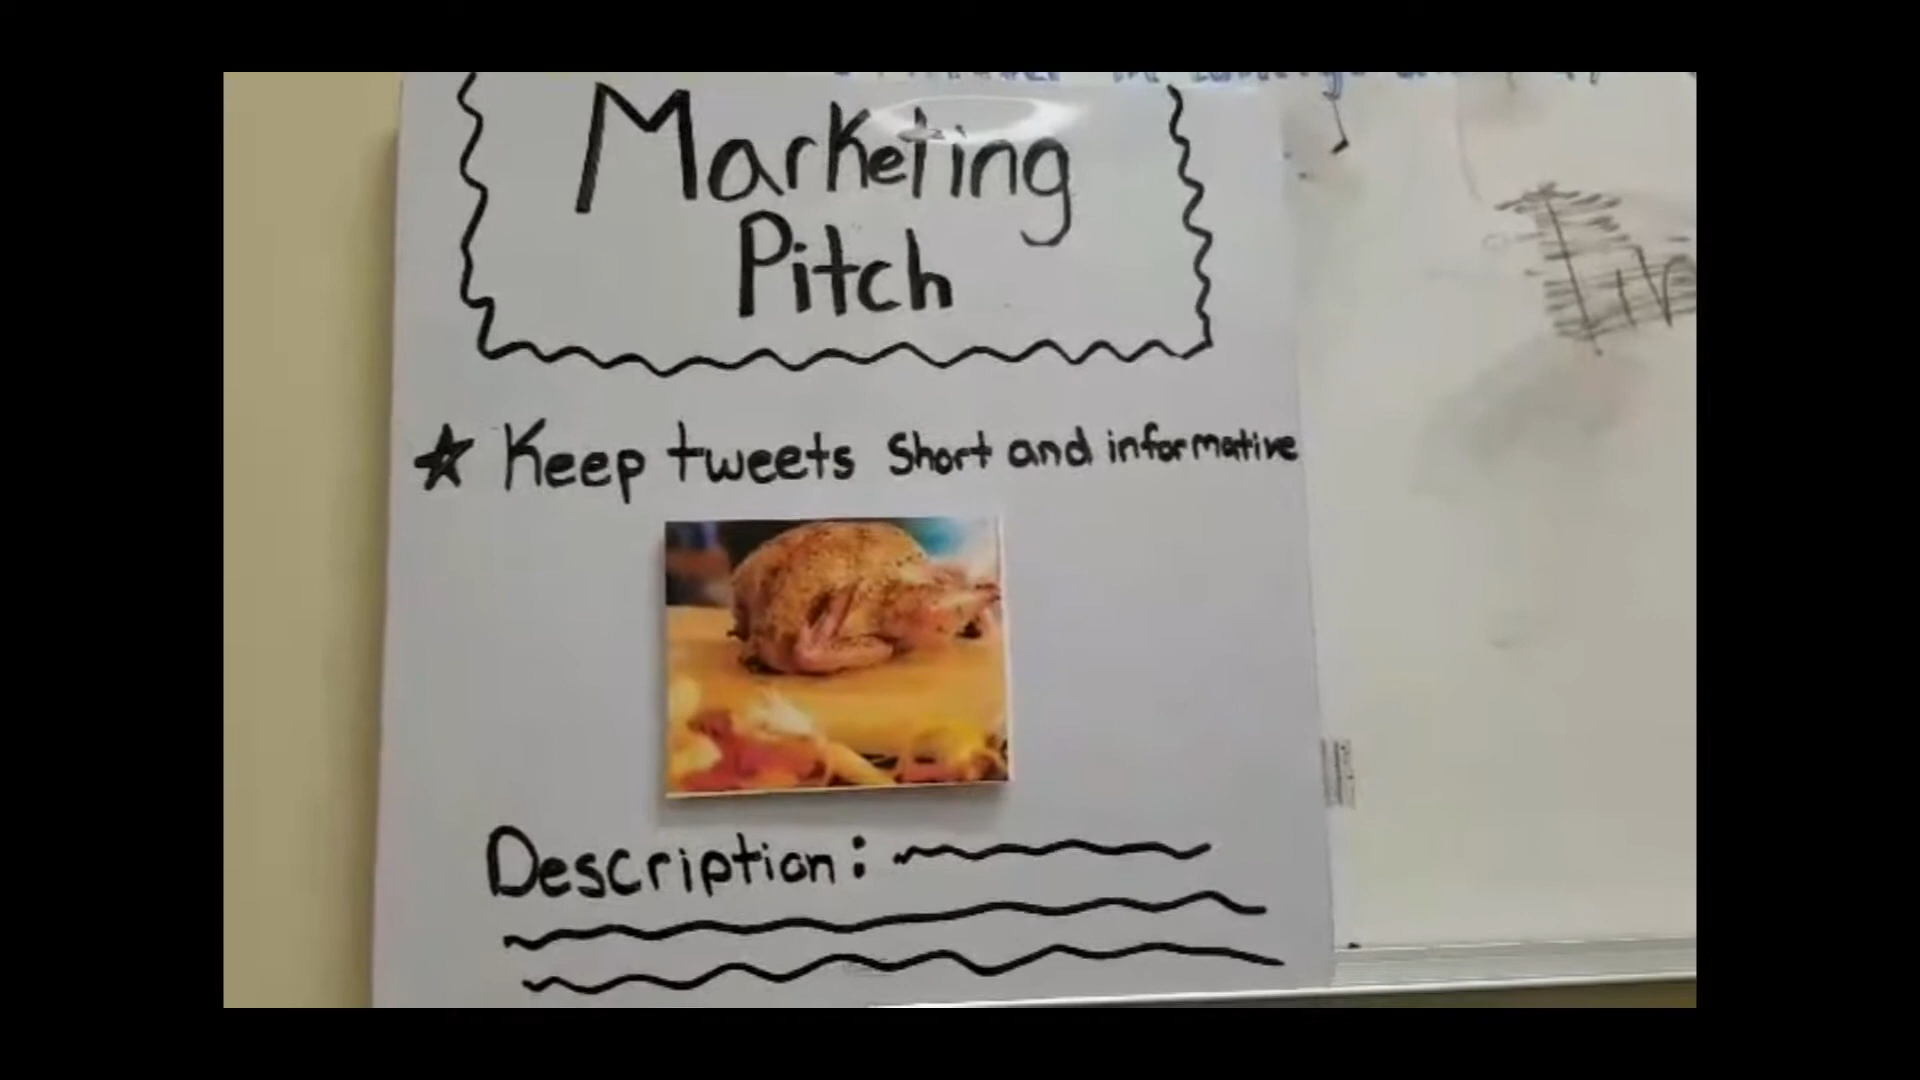 Marketing
Pitch
☆ Keep tweets short and informative
Description: